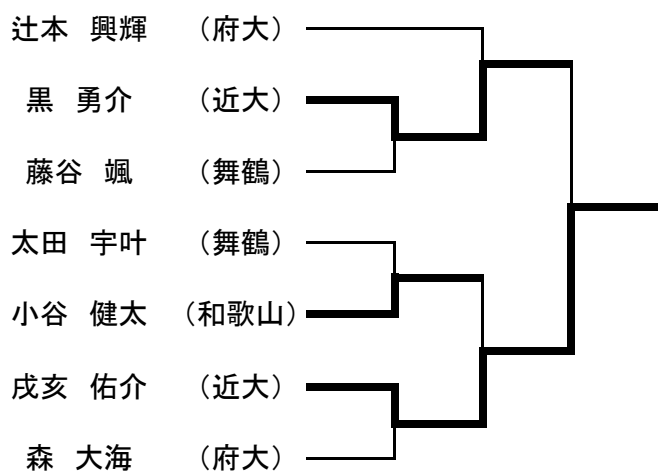 辻本 興輝 (府大)
黒 勇介 (近大)
藤谷 颯 (舞鶴)
太田 宇叶 (舞鶴)
小谷 健太 (和歌山)
戌亥 佑介 (近大)
森 大海 (府大)